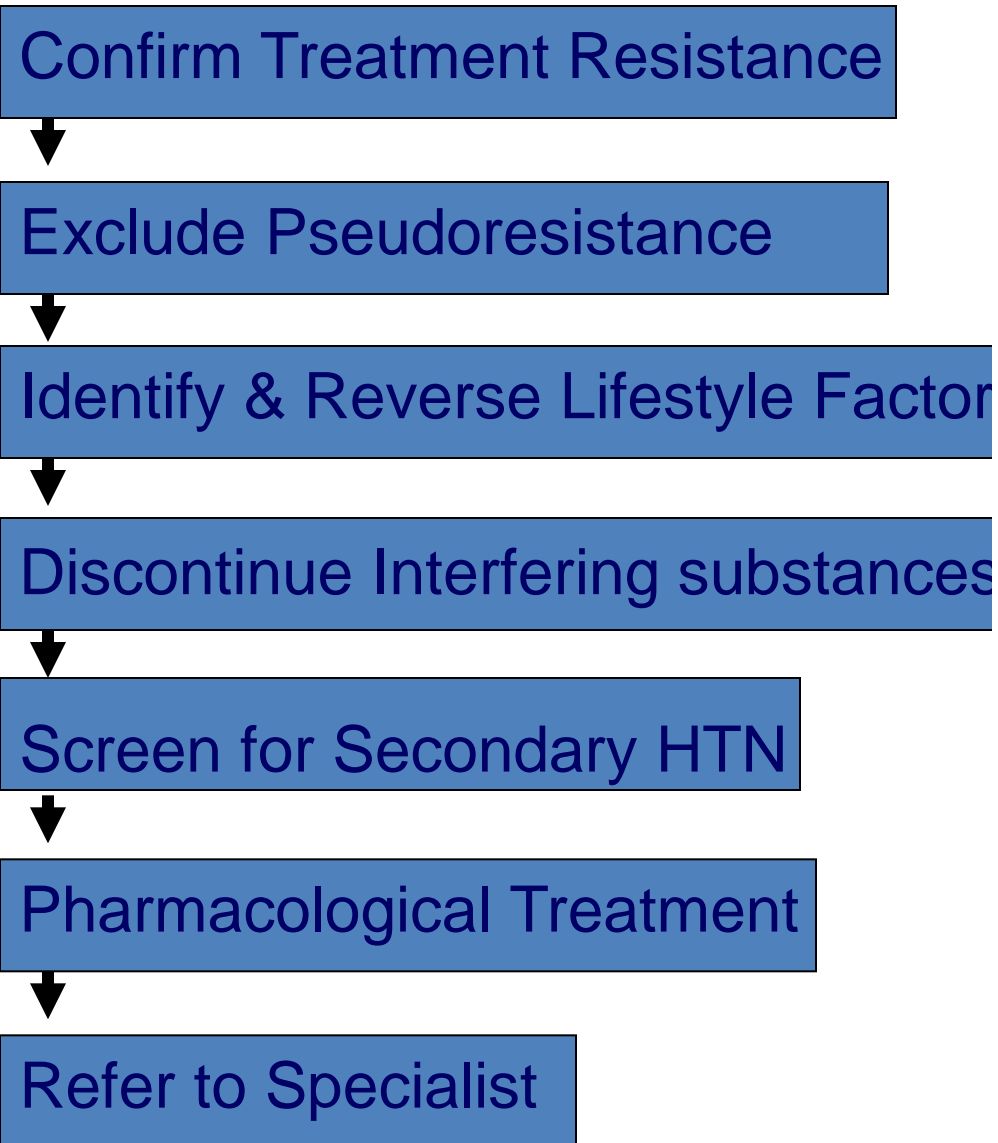 Confirm Treatment Resistance
Exclude Pseudoresistance
Identify & Reverse Lifestyle Factor
Discontinue Interfering substances
Screen for Secondary HTN
Pharmacological Treatment
Refer to Specialist